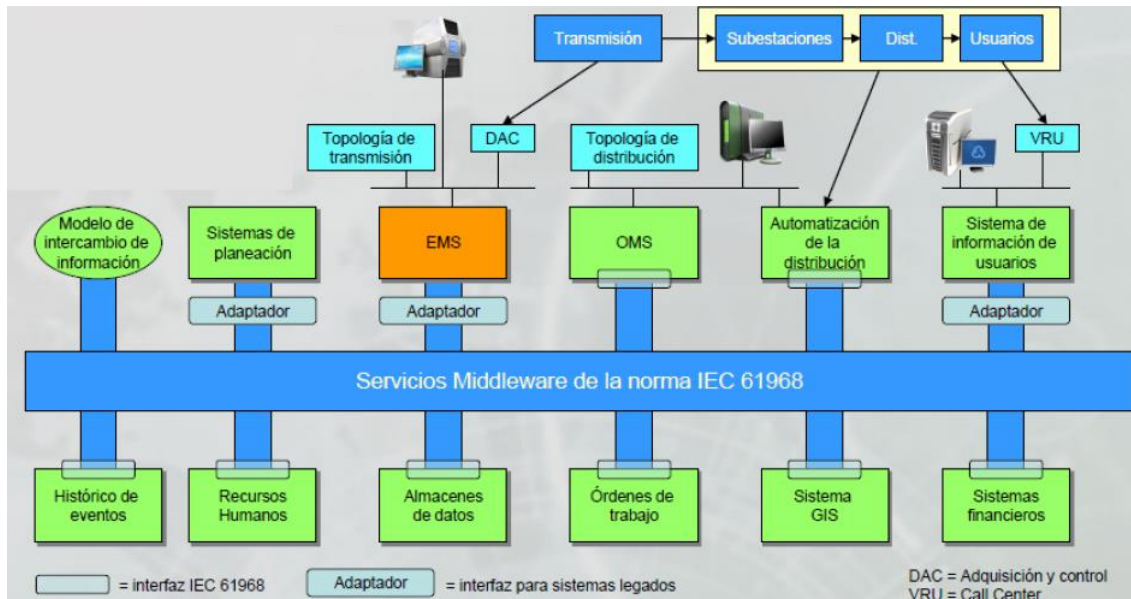 Transmisión
Subestaciones
Dist.
Usuarios
Topología de
transmisión
DAC
Topología de
distribución
VRU
Modelo de
intercambio de
información
Sistemas de
planeación
EMS
OMS
Automatización
de la
distribución
Sistema de
información de
usuarios
Adaptador
Adaptador
Adaptador
Servicios Middleware de la norma IEC 61968
Histórico de
eventos
Recursos
Humanos
Almacenes
de datos
Órdenes de
trabajo
Sistema
GIS
Sistemas
financieros
= interfaz IEC 61968
Adaptador
= interfaz para sistemas legados
DAC = Adquisición y control
VRU = Call Center